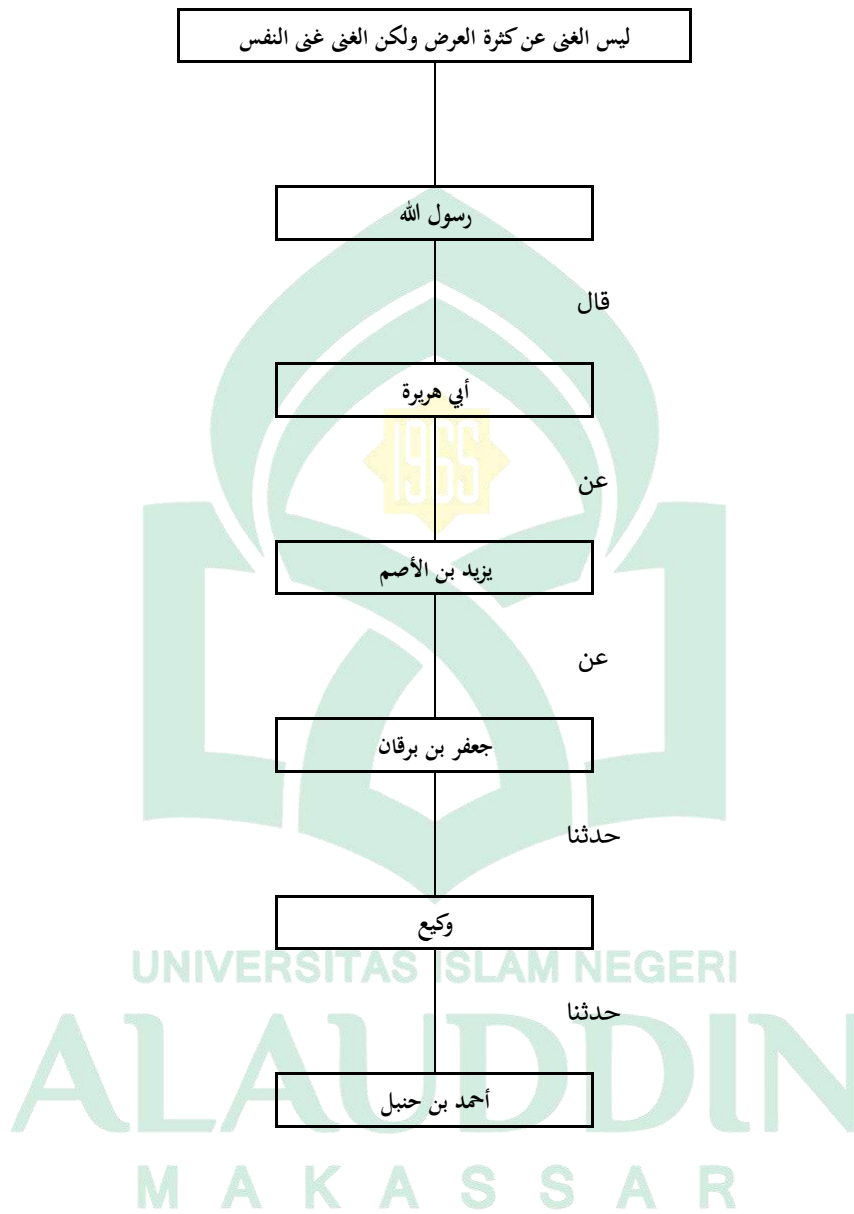 ليس الغنى عن كثرة العرض ولكن الغنى غنى النفس
رسول الله
قال
أبي هريرة
1965
عن
يزيد بن الأصم
عن
جعفر بن برقان
حدثنا
وكيع
UNIVERSITAS ISLAM NEGERI
حدثنا
ALAUDDIN
أحمد بن حنبل
MAKASSAR